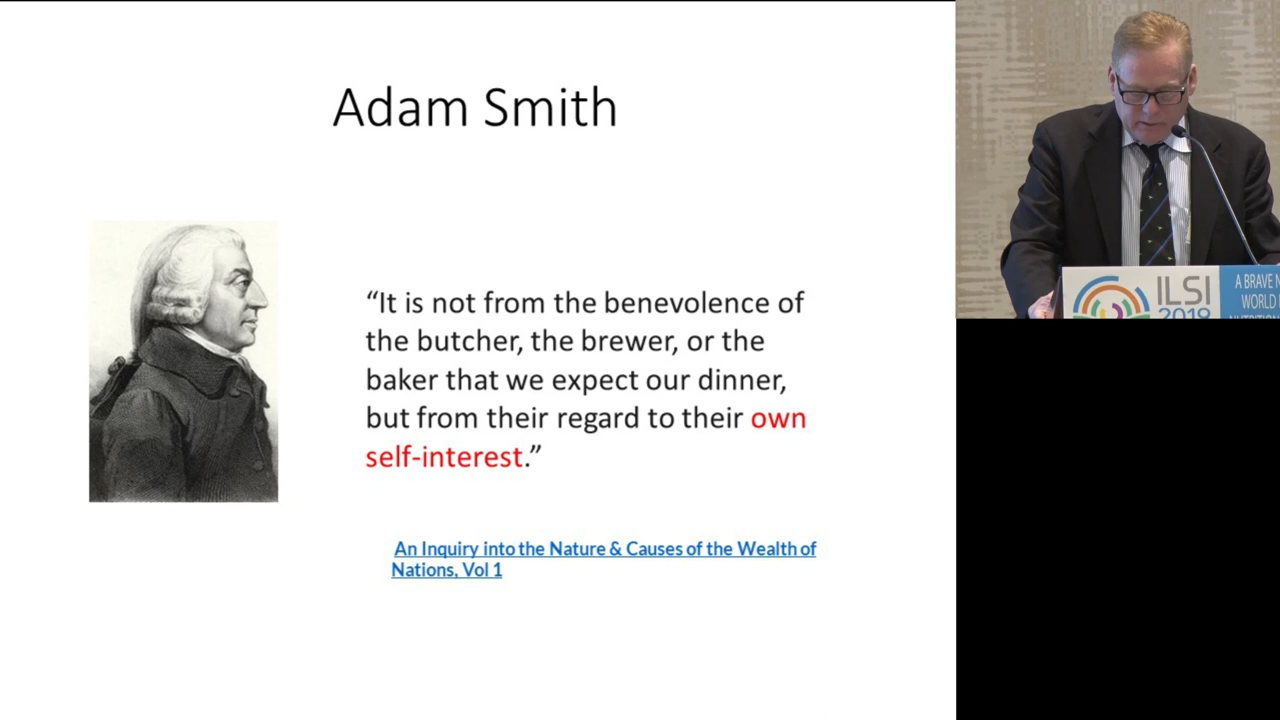 Adam Smith
“It is not from the benevolence of
the butcher, the brewer, or the
baker that we expect our dinner,
but from their regard to their own
self-interest.”
An Inquiry into the Nature & Causes of the Wealth of
Nations, Vol 1
ILSI
2019
A BRAVE
WORLD